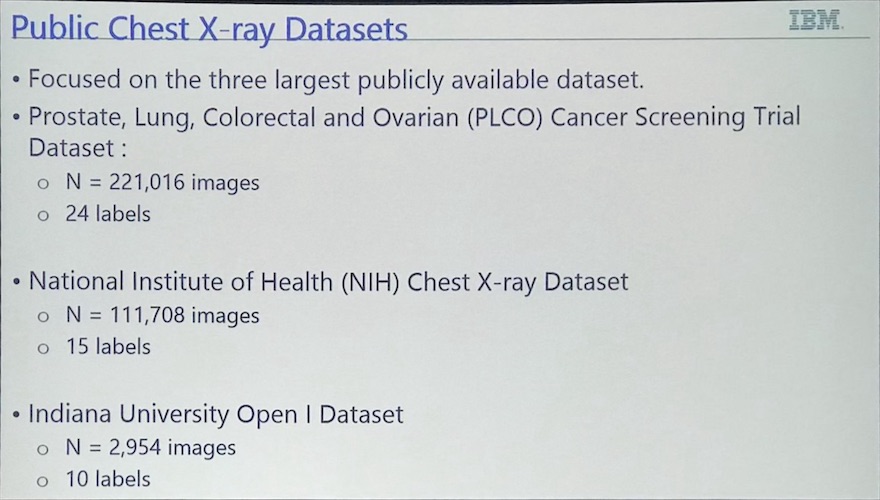 Public Chest X-ray Datasets
IBM.
• Focused on the three largest publicly available dataset.
• Prostate, Lung, Colorectal and Ovarian (PLCO) Cancer Screening Trial
Dataset :
o N = 221,016 images
o 24 labels
• National Institute of Health (NIH) Chest X-ray Dataset
o N = 111,708 images
o 15 labels
• Indiana University Open I Dataset
o N = 2,954 images
o 10 labels